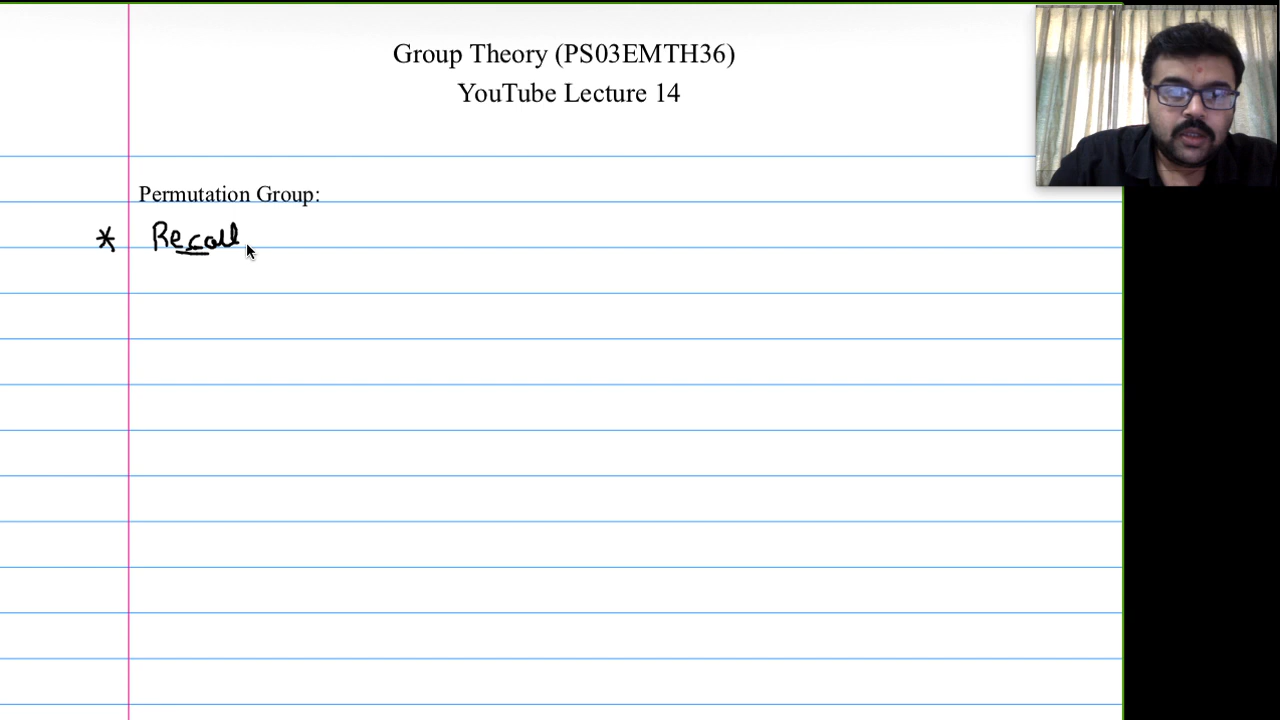 Group Theory (PS03EMTH36)
YouTube Lecture 14
Permutation Group:
* Recall